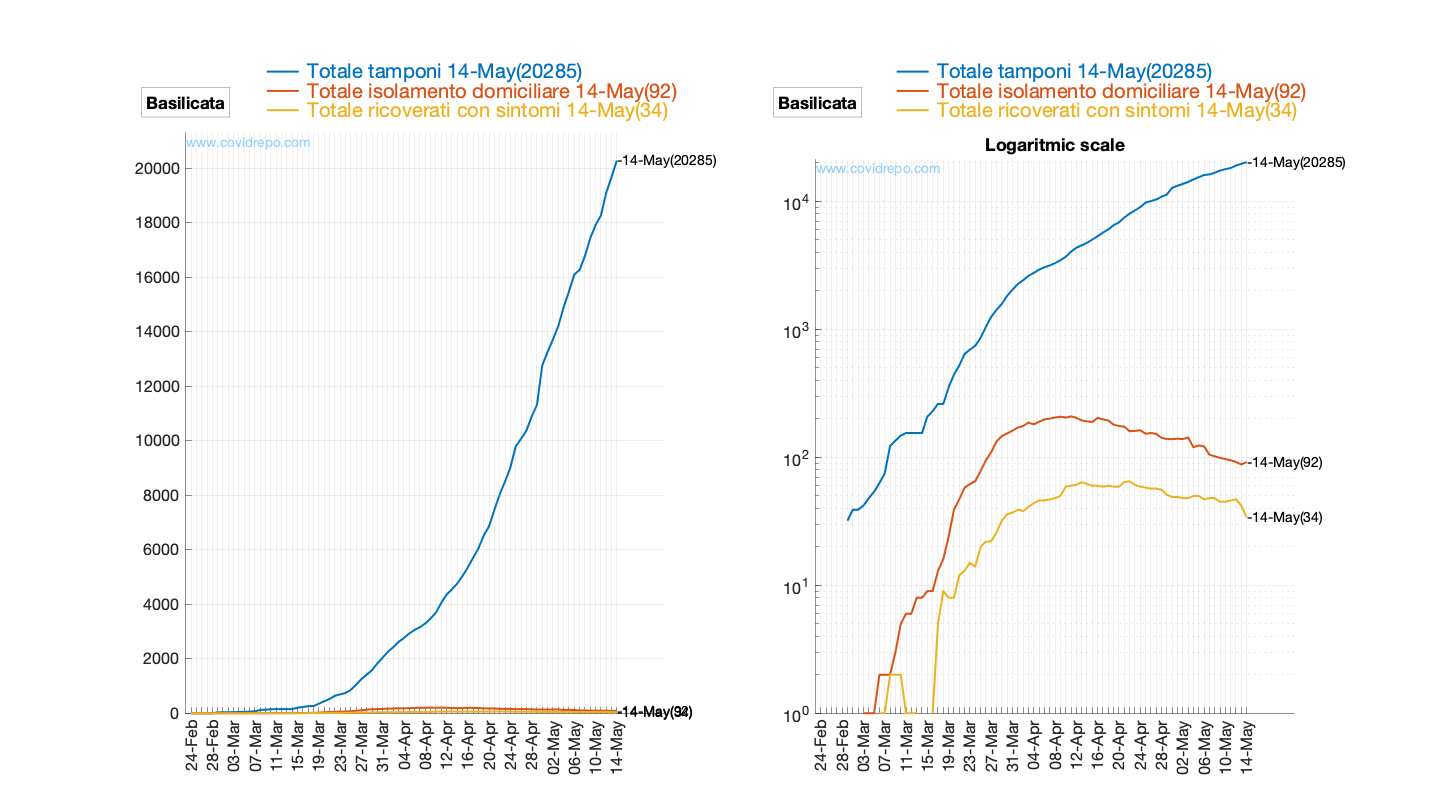 Totale tamponi 14-May(20285)
Totale isolamento domiciliare 14-May(92)
Totale ricoverati con sintomi 14-May(34)
Basilicata
www.covidrepo.com
-14-May(20285)
20000
18000
16000
14000
12000
10000
8000
6000
4000
2000
0
-14-May(92)
-14-May(34)
24-Feb
28-Feb
03-Mar
07-Mar
11-Mar
15-Mar
19-Mar
23-Mar
27-Mar
31-Mar
04-Apr
08-Apr
12-Apr
16-Apr
20-Apr
24-Apr
28-Apr
02-May
06-May
10-May
14-May
Totale tamponi 14-May(20285)
Totale isolamento domiciliare 14-May(92)
Totale ricoverati con sintomi 14-May(34)
Basilicata
Logaritmic scale
www.covidrepo.com
-14-May(20285)
10⁴
10³
10²
-14-May(92)
-14-May(34)
10¹
10⁰
24-Feb
28-Feb
03-Mar
07-Mar
11-Mar
15-Mar
19-Mar
23-Mar
27-Mar
31-Mar
04-Apr
08-Apr
12-Apr
16-Apr
20-Apr
24-Apr
28-Apr
02-May
06-May
10-May
14-May